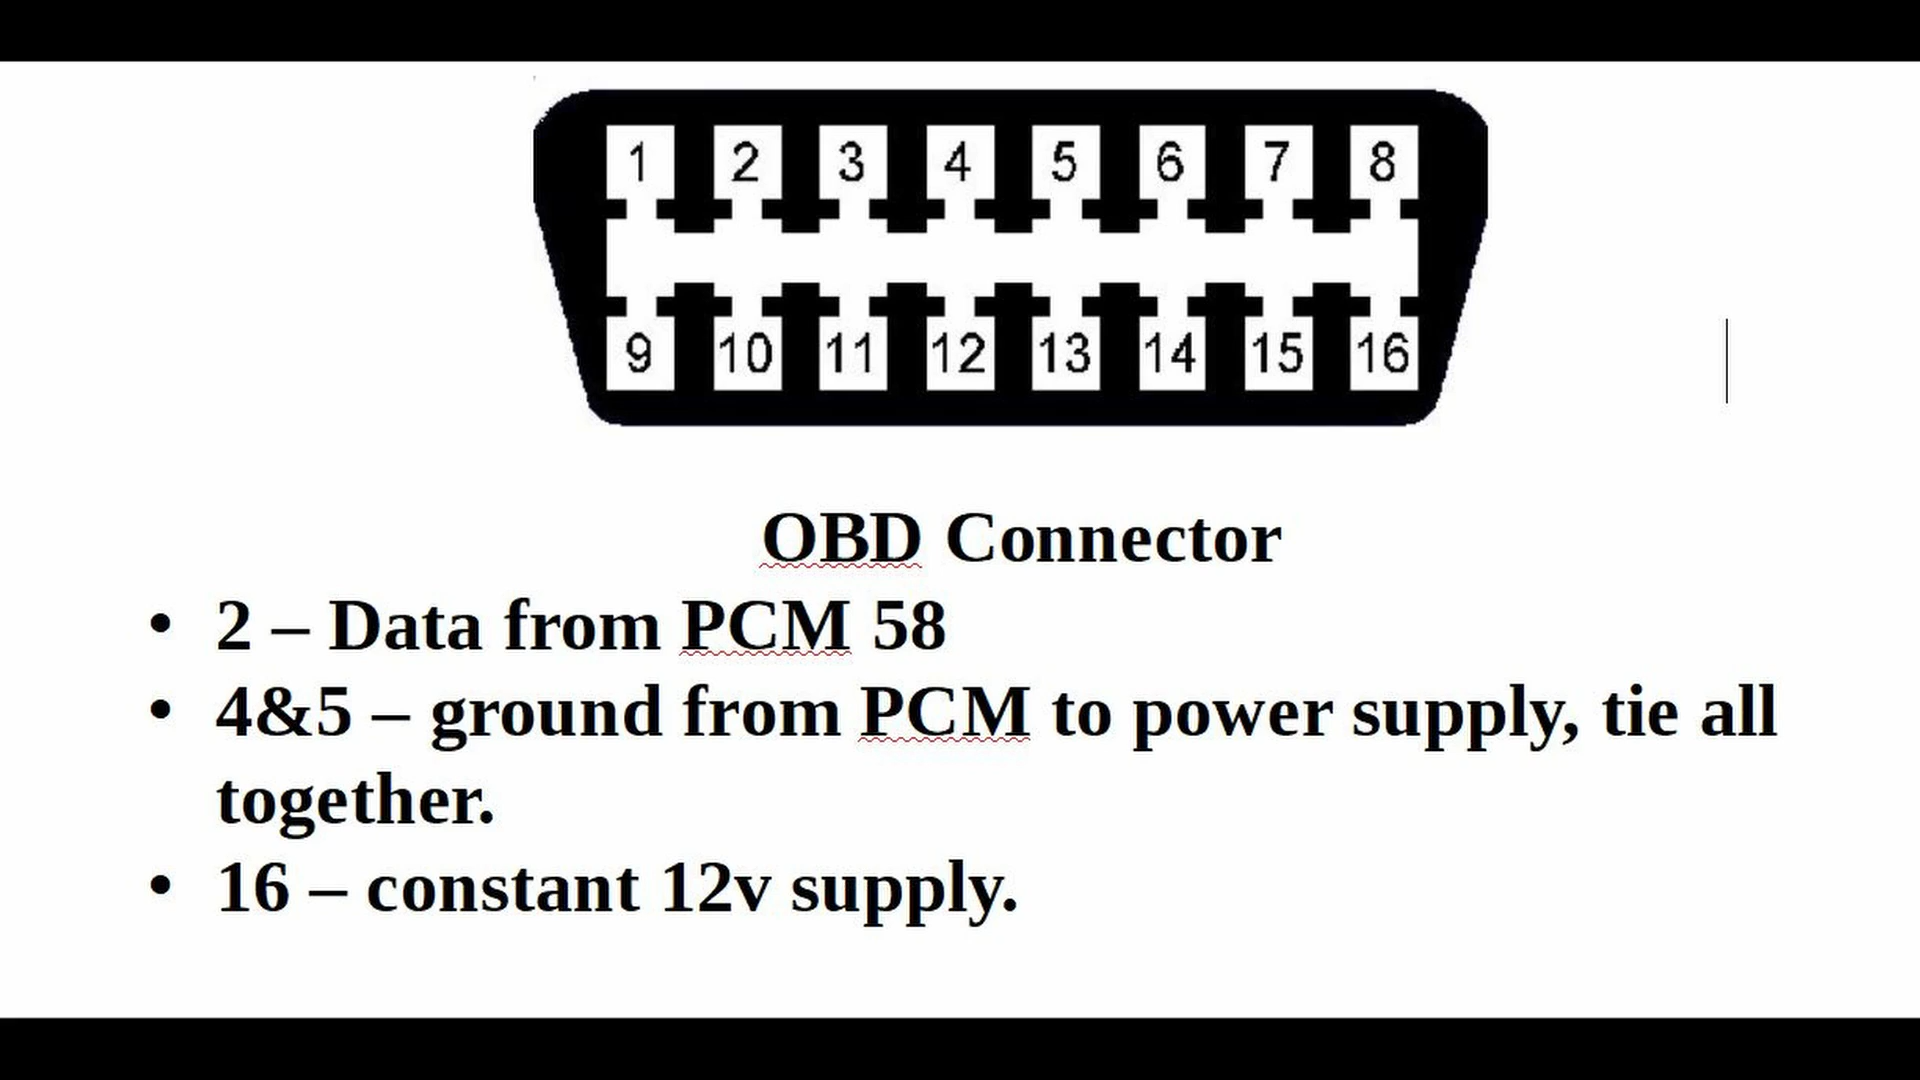 1 2 3 4 5 6 7 8
9 10 11 12 13 14 15 16
OBD Connector
• 2 – Data from PCM 58
• 4&5 – ground from PCM to power supply, tie all
together.
• 16 – constant 12v supply.